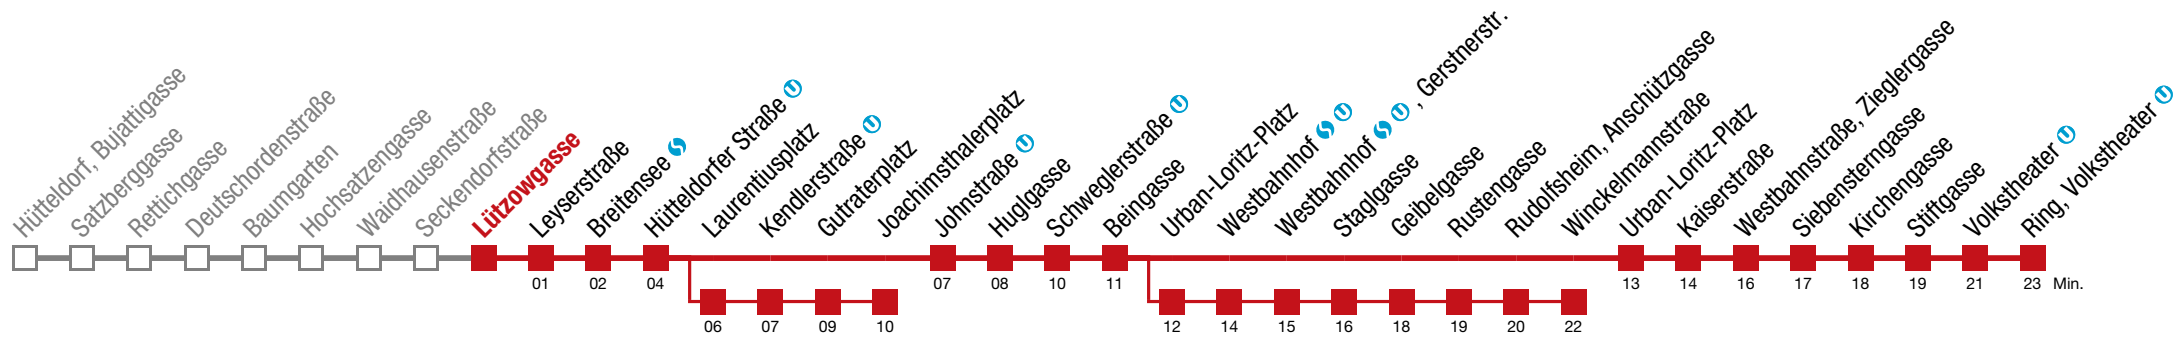 Hütteldorf, Bujattigasse
Satzberggasse
Rettichgasse
Deutschordenstraße
Baumgarten
Hochsatzengasse
Waidhausenstraße
Seckendorfstraße
Lützowgasse
Leyserstraße
Breitensee
Hütteldorfer Straße U
Laurentiusplatz
Kendlerstraße U
Gutraterplatz
Joachimsthalerplatz
Johnstraße U
Huglgasse
Schweglerstraße U
Beingasse
Urban-Loritz-Platz
Westbahnhof U
Westbahnhof U, Gerstnerstr.
Staglgasse
Geibelgasse
Rustengasse
Rudolfsheim, Anschützgasse
Winckelmannstraße
Urban-Loritz-Platz
Kaiserstraße
Westbahnstraße, Zieglergasse
Siebensterngasse
Kirchengasse
Stiftgasse
Volkstheater U
Ring, Volkstheater U
01 02 04 07 08 10 11 13 14 16 17 18 19 21 23 Min.
06 07 09 10 12 14 15 16 18 19 20 22